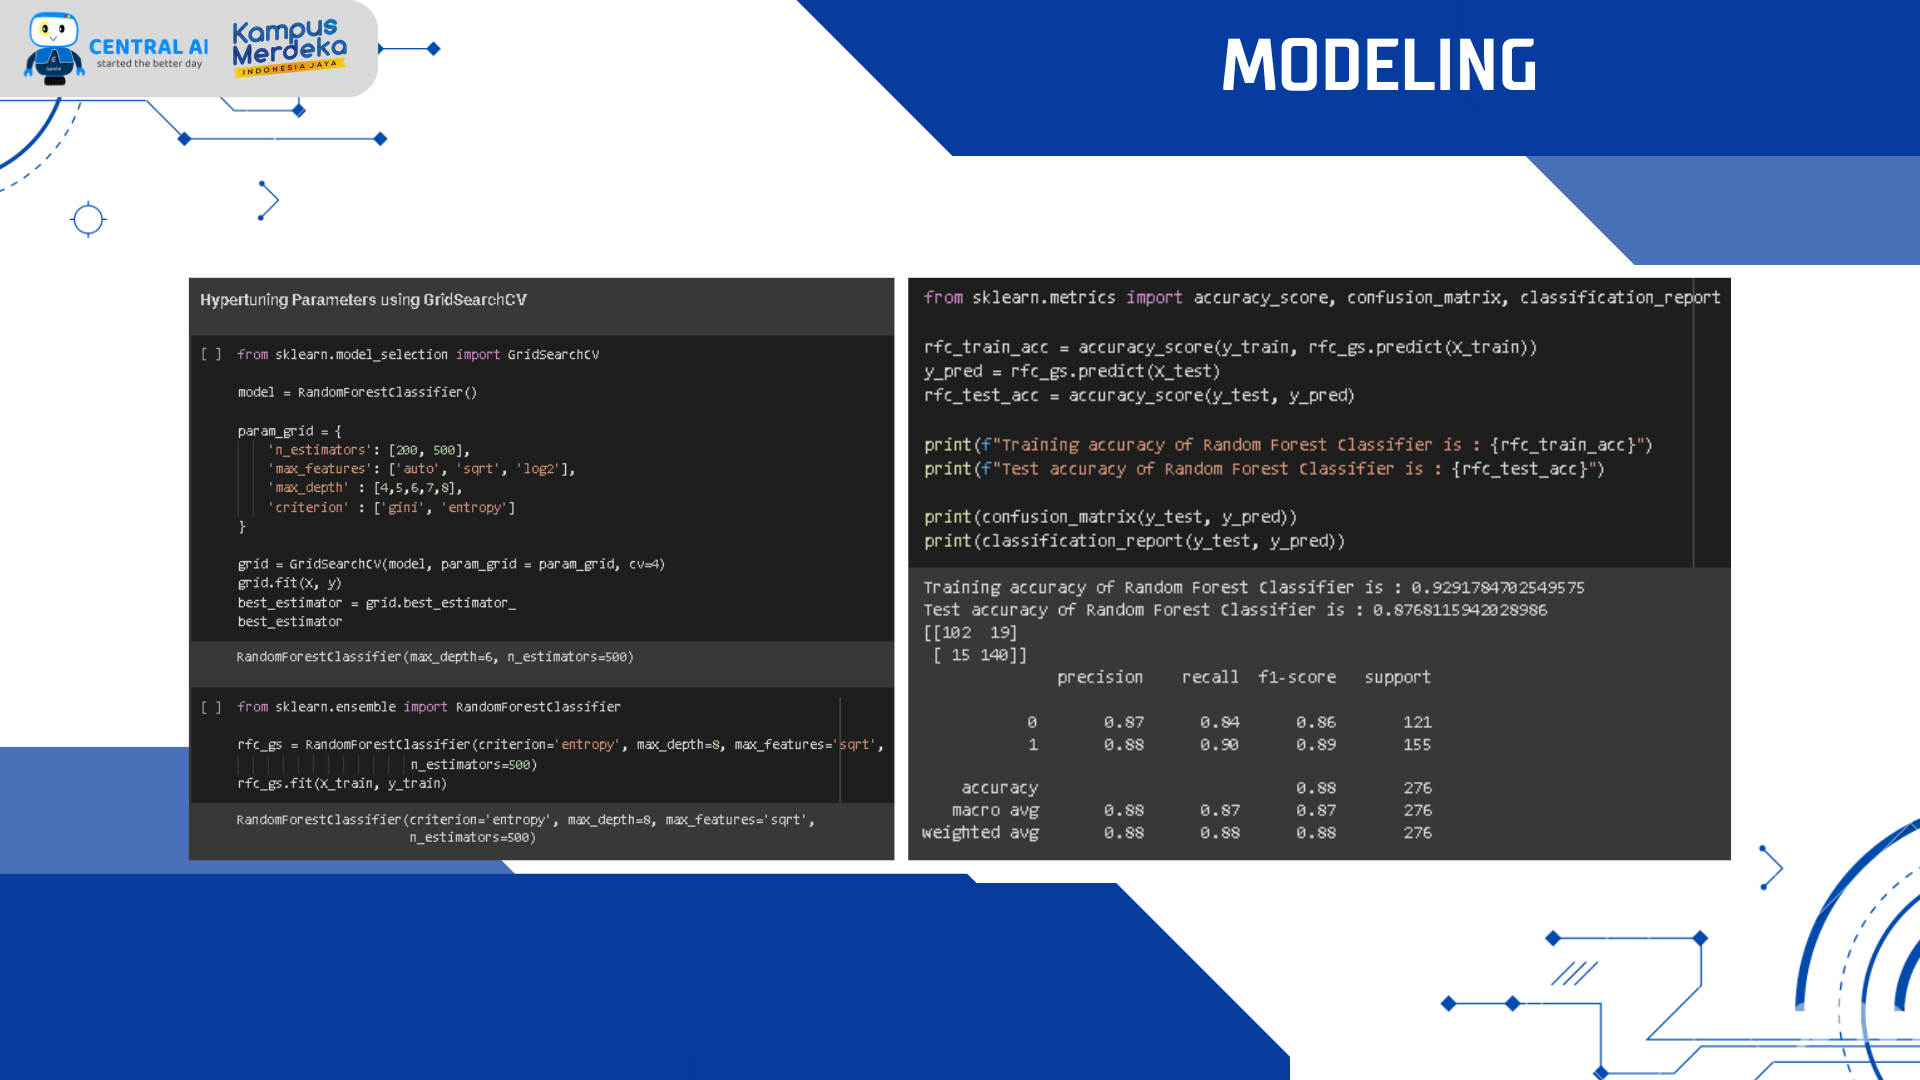 CENTRAL AI
started the better day
Kampus
Merdeka
INDONESIA JAYA
MODELING
Hypertuning Parameters using GridSearchCV
[ ] from sklearn.model_selection import GridSearchCV
model = RandomForestClassifier()
param_grid = {
'n_estimators': [200, 500],
'max_features': ['auto', 'sqrt', 'log2'],
'max_depth' : [4,5,6,7,8],
'criterion' : ['gini', 'entropy']
}
grid = GridSearchCV(model, param_grid = param_grid, cv=4)
grid.fit(X, y)
best_estimator = grid.best_estimator_
best_estimator
RandomForestClassifier(max_depth=6, n_estimators=500)
[ ] from sklearn.ensemble import RandomForestClassifier
rfc_gs = RandomForestClassifier(criterion='entropy', max_depth=8, max_features='sqrt',
n_estimators=500)
rfc_gs.fit(X_train, y_train)
RandomForestClassifier(criterion='entropy', max_depth=8, max_features='sqrt',
n_estimators=500)
from sklearn.metrics import accuracy_score, confusion_matrix, classification_report
rfc_train_acc = accuracy_score(y_train, rfc_gs.predict(X_train))
y_pred = rfc_gs.predict(X_test)
rfc_test_acc = accuracy_score(y_test, y_pred)
print(f"Training accuracy of Random Forest Classifier is : {rfc_train_acc}")
print(f"Test accuracy of Random Forest Classifier is : {rfc_test_acc}")
print(confusion_matrix(y_test, y_pred))
print(classification_report(y_test, y_pred))
Training accuracy of Random Forest Classifier is : 0.9291784702549575
Test accuracy of Random Forest Classifier is : 0.8768115942028986
[[102 19]
[ 15 140]]
precision recall f1-score support
0 0.87 0.84 0.86 121
1 0.88 0.90 0.89 155
accuracy 0.88 276
macro avg 0.88 0.87 0.87 276
weighted avg 0.88 0.88 0.88 276